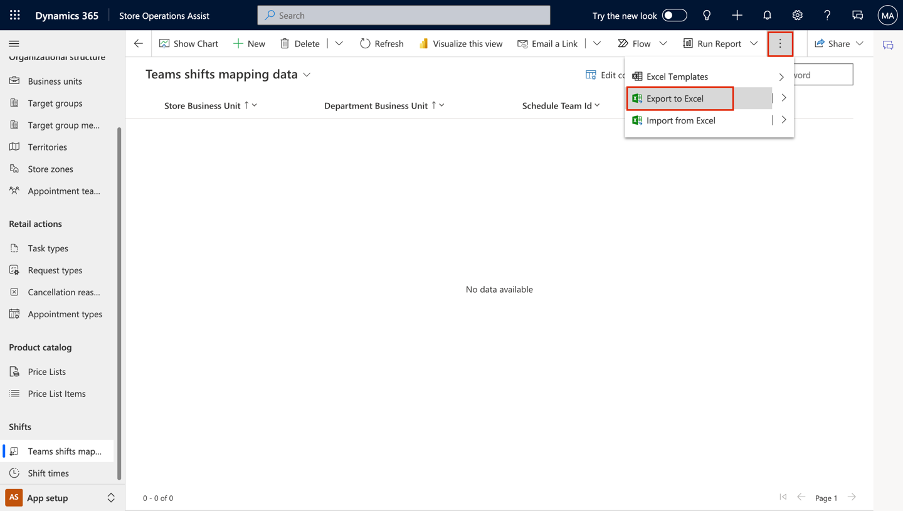 Dynamics 365
Store Operations Assist
Search
Try the new look
MA
Show Chart
New
Delete
Refresh
Visualize this view
Email a Link
Flow
Run Report
Share
Organizational structure
Business units
Target groups
Target group me...
Territories
Store zones
Appointment tea...
Retail actions
Task types
Request types
Cancellation reas...
Appointment types
Product catalog
Price Lists
Price List Items
Shifts
Teams shifts map...
Shift times
AS App setup
Teams shifts mapping data
Edit co
word
Store Business Unit
Department Business Unit
Schedule Team Id
Excel Templates
Export to Excel
Import from Excel
No data available
0 - 0 of 0
Page 1